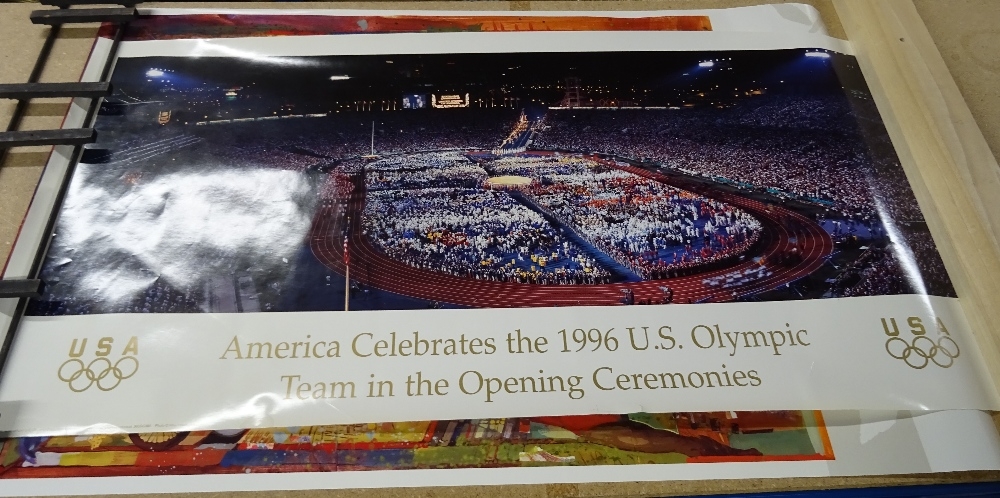 USA
America Celebrates the 1996 U.S. Olympic
Team in the Opening Ceremonies
USA